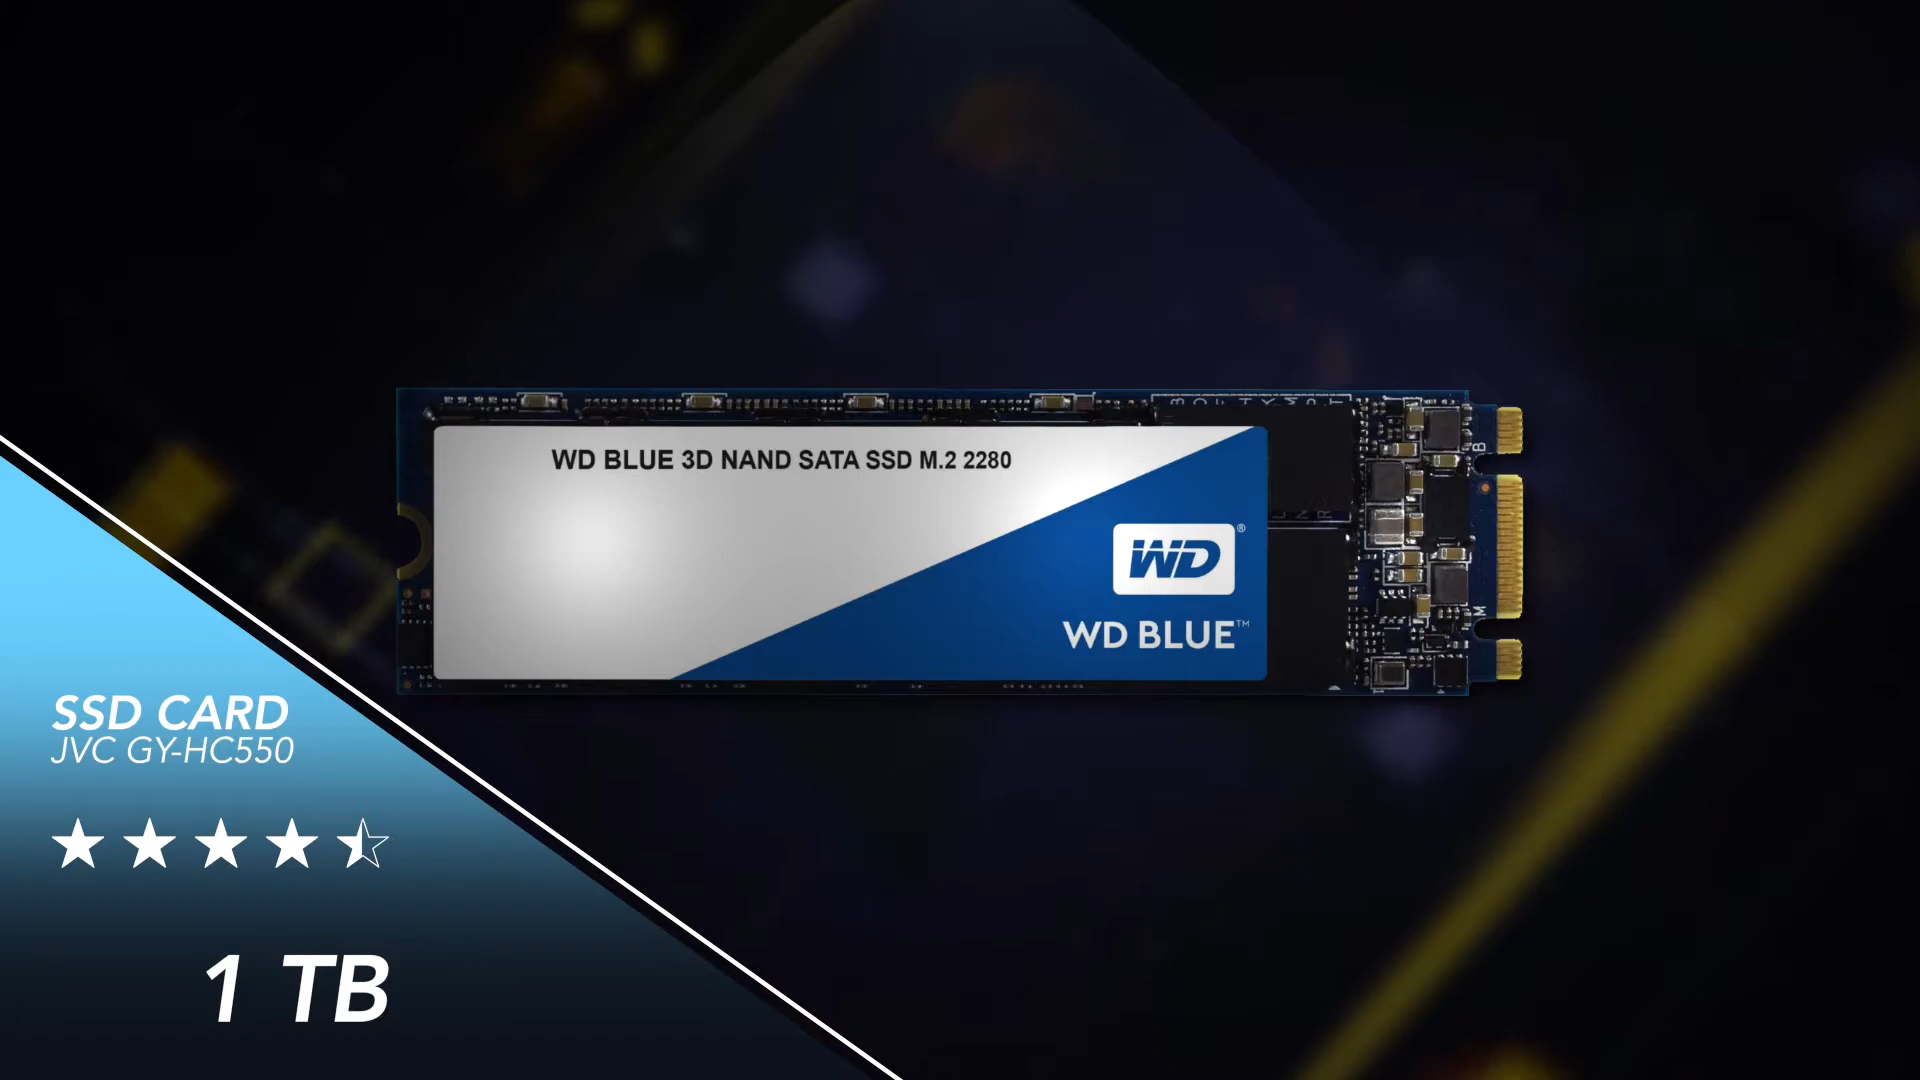 WD BLUE 3D NAND SATA SSD M.2 2280
WD®
WD BLUE™
B
M
SSD CARD
JVC GY-HC550
1 TB